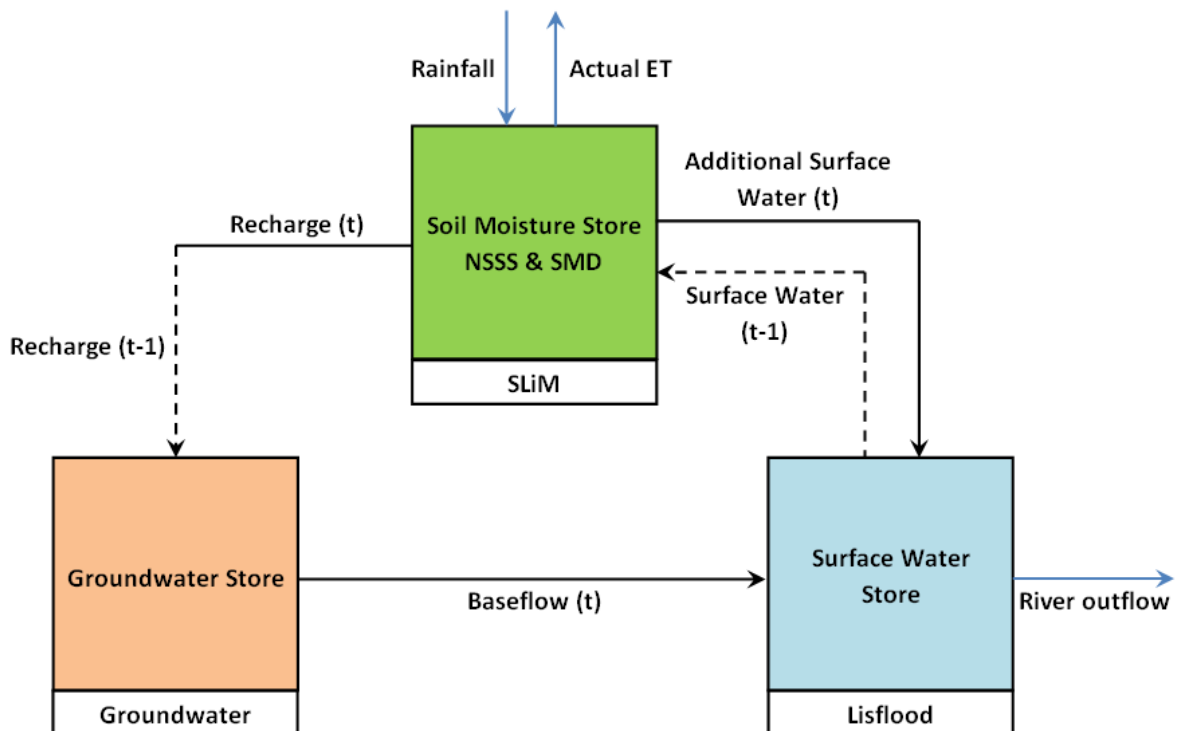 Rainfall
Actual ET
Additional Surface
Water (t)
Recharge (t)
Soil Moisture Store
NSSS & SMD
Surface Water
(t-1)
Recharge (t-1)
SLiM
Groundwater Store
Baseflow (t)
Surface Water
Store
River outflow
Groundwater
Lisflood